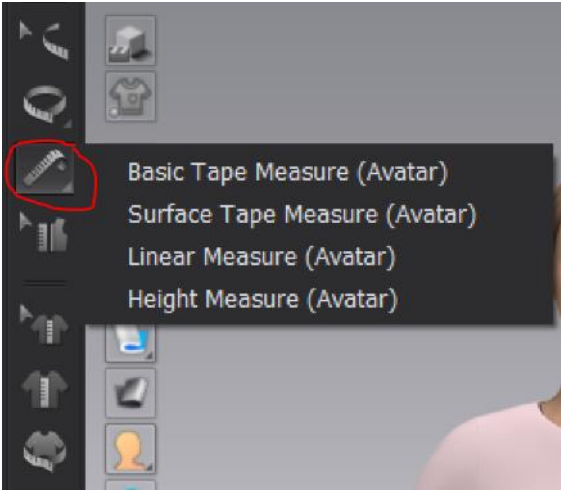 Basic Tape Measure (Avatar)
Surface Tape Measure (Avatar)
Linear Measure (Avatar)
Height Measure (Avatar)